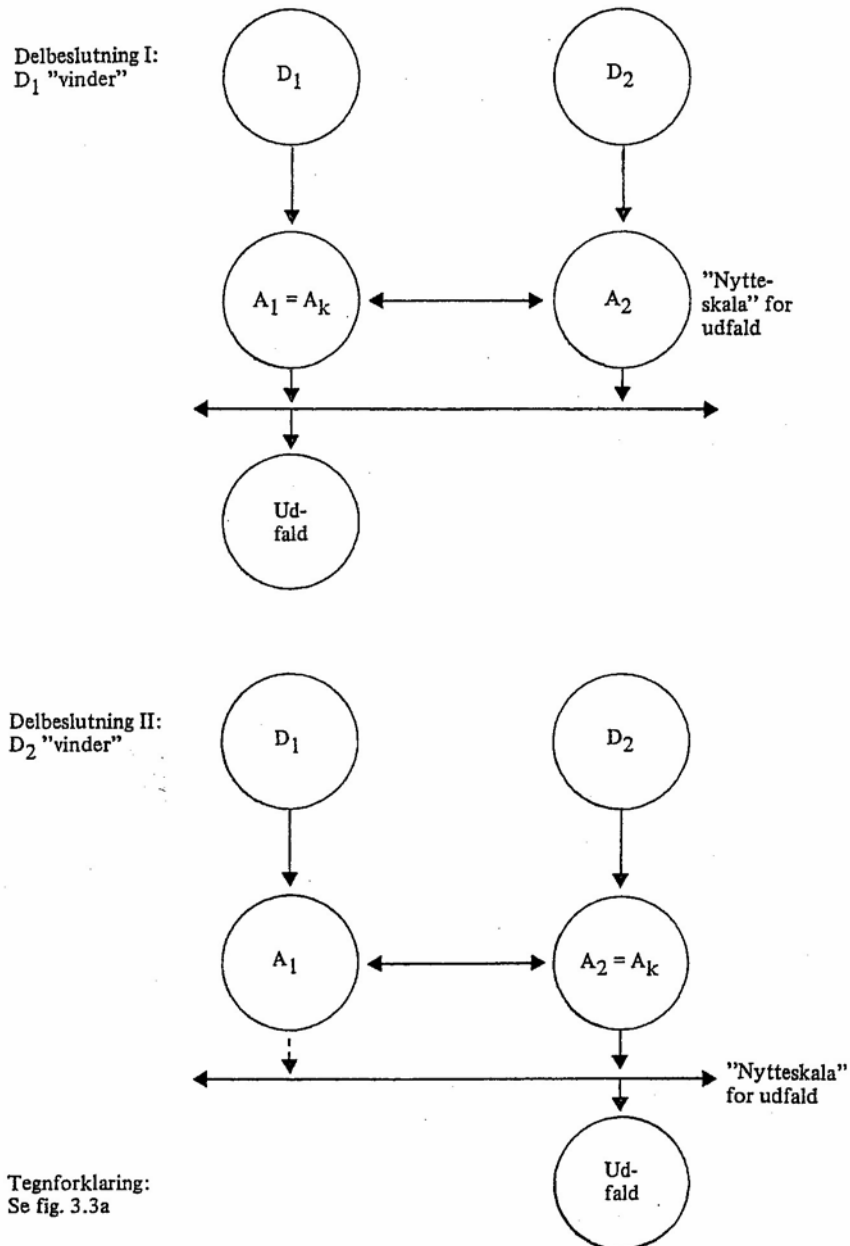 Delbeslutning I:
D1 "vinder"
D1
D2
A1 = Ak
A2
"Nytte-
skala" for
udfald
Ud-
fald
Delbeslutning II:
D2 "vinder"
D1
D2
A1
A2 = Ak
"Nytteskala"
for udfald
Ud-
fald
Tegnforklaring:
Se fig. 3.3a